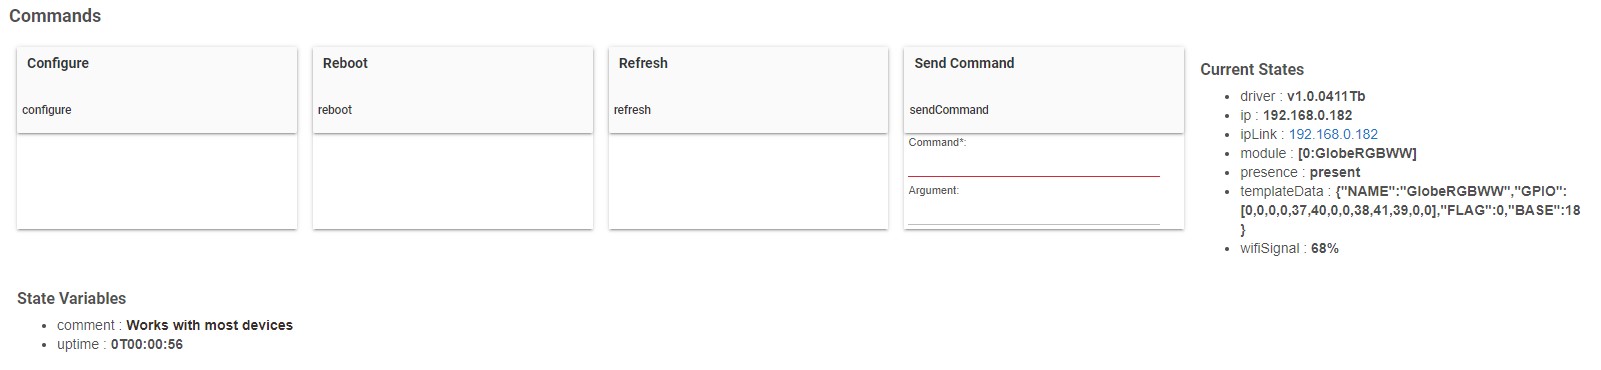 Commands
Configure
configure
Reboot
reboot
Refresh
refresh
Send Command
sendCommand
Command*:
Argument:
Current States
driver : v1.0.0411Tb
ip : 192.168.0.182
ipLink : 192.168.0.182
module : [0:GlobeRGBWW]
presence : present
templateData : {"NAME":"GlobeRGBWW","GPIO":
[0,0,0,0,37,40,0,0,38,41,39,0,0],"FLAG":0,"BASE":18
}
wifiSignal : 68%
State Variables
comment : Works with most devices
uptime : 0T00:00:56